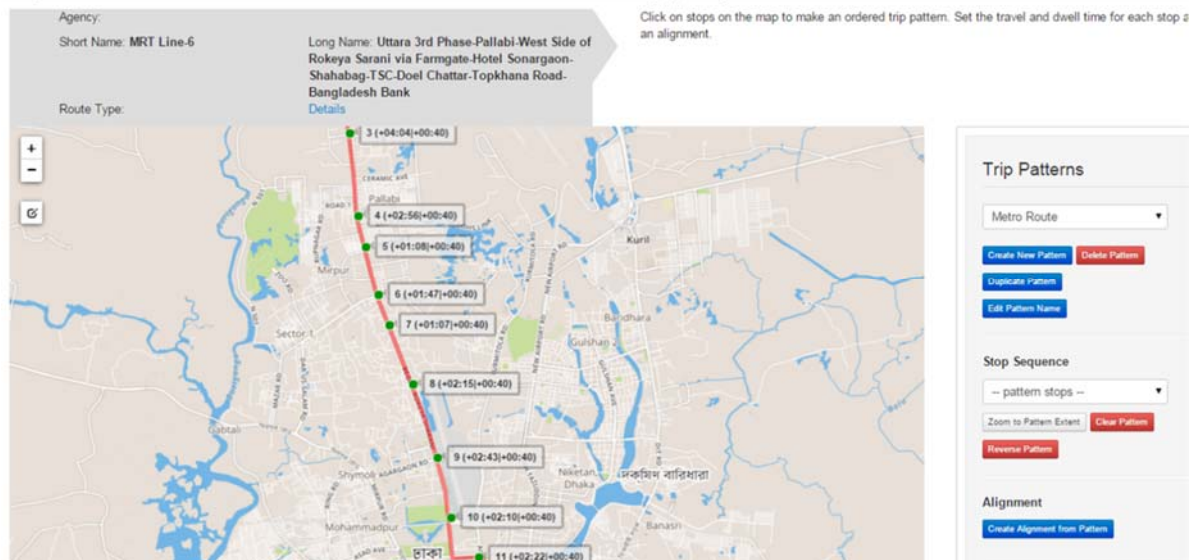 Agency:
Click on stops on the map to make an ordered trip pattern. Set the travel and dwell time for each stop
an alignment.
Short Name: MRT Line-6
Long Name: Uttara 3rd Phase-Pallabi-West Side of
Rokeya Sarani via Farmgate-Hotel Sonargaon-
Shahabag-TSC-Doel Chattar-Topkhana Road-
Bangladesh Bank
Route Type:
Details
+
−
3 (+04:04|+00:40)
CERAMIC AVE
Pallabi
ROAD 7
4 (+02:56|+00:40)
5 (+01:08|+00:40)
Kuril
Mirpur
6 (+01:47|+00:40)
7 (+01:07|+00:40)
Sector 1
Baridhara
Gulshan 2
8 (+02:15|+00:40)
Gabtali
9 (+02:43|+00:40)
Shymoli
AGARGAON RD
Niketan
Dhaka
10 (+02:10|+00:40)
Mohammadpur
Banasri
ঢাকা
11 (+02:22|+00:40)
Trip Patterns
Metro Route
Create New Pattern
Delete Pattern
Duplicate Pattern
Edit Pattern Name
Stop Sequence
-- pattern stops --
Zoom to Pattern Extent
Clear Pattern
Reverse Pattern
Alignment
Create Alignment from Pattern